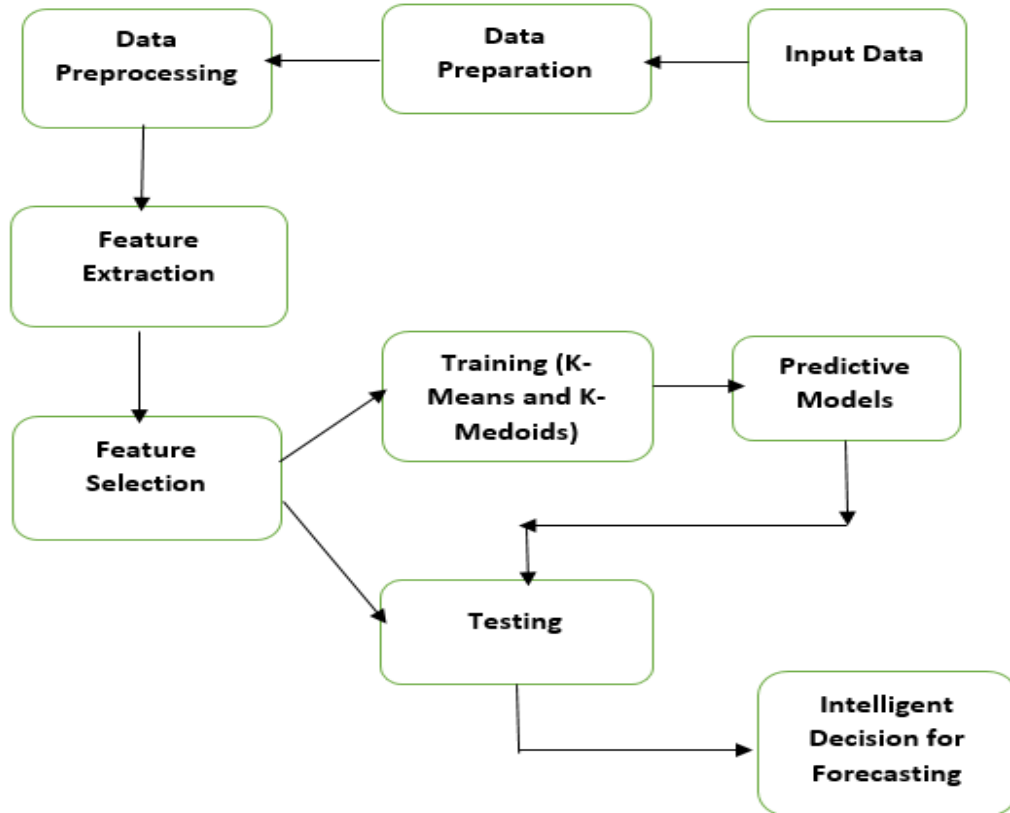 Data
Preprocessing
Data
Preparation
Input Data
Feature
Extraction
Feature
Selection
Training (K-
Means and K-
Medoids)
Predictive
Models
Testing
Intelligent
Decision for
Forecasting